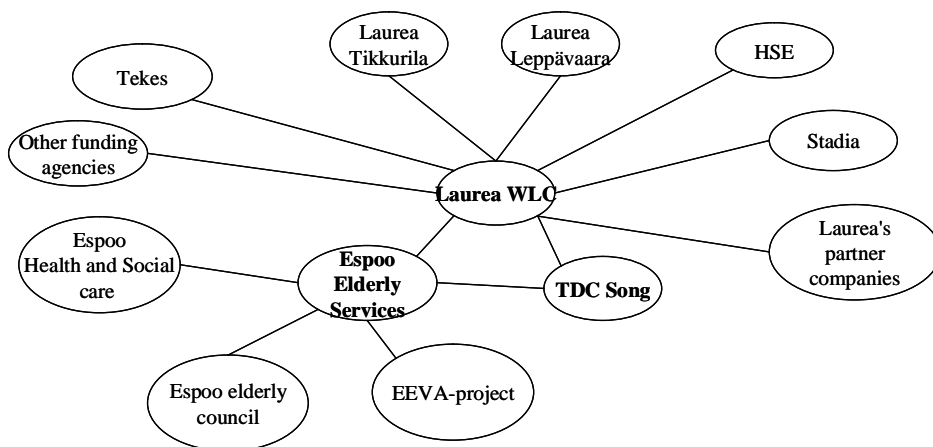 Laurea
Tikkurila
Laurea
Leppävaara
HSE
Tekes
Other funding
agencies
Stadia
Laurea WLC
Laurea's
partner
companies
Espoo
Health and Social
care
Espoo
Elderly
Services
TDC Song
Espoo elderly
council
EEVA-project